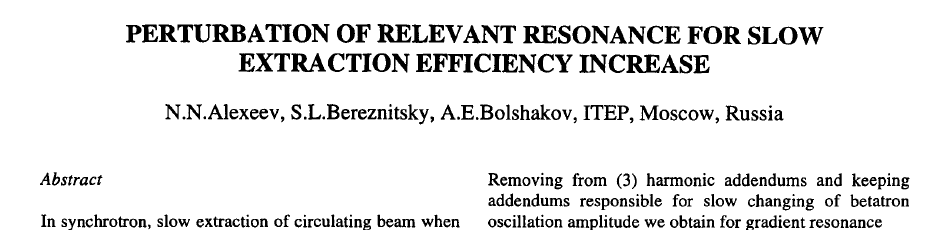 PERTURBATION OF RELEVANT RESONANCE FOR SLOW
EXTRACTION EFFICIENCY INCREASE
N.N.Alexeev, S.L.Bereznitsky, A.E.Bolshakov, ITEP, Moscow, Russia
Abstract
In synchrotron, slow extraction of circulating beam when
Removing from (3) harmonic addendums and keeping
addendums responsible for slow changing of betatron
oscillation amplitude we obtain for gradient resonance